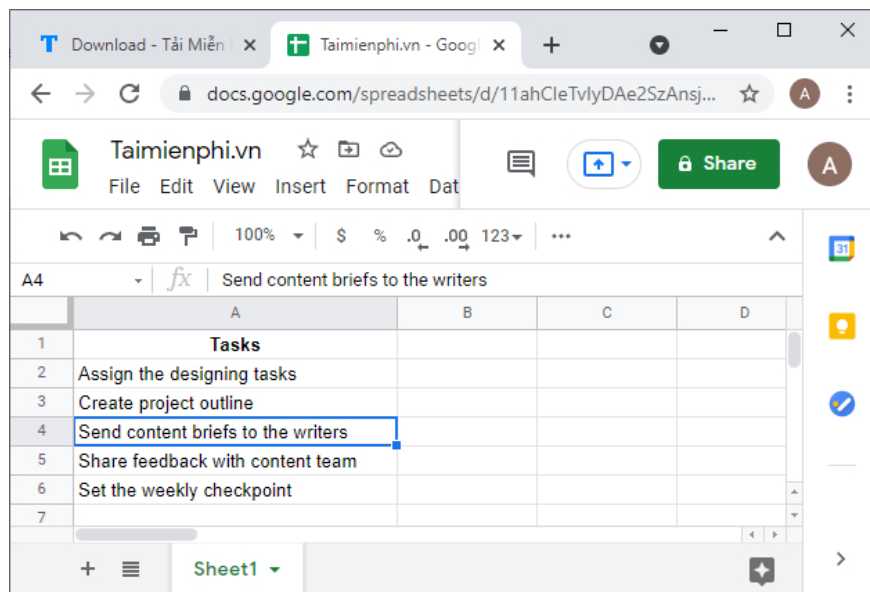 Download - Tải Miễn
Taimienphi.vn - Goog
docs.google.com/spreadsheets/d/11ahCIeTvIyDAe2SzAnsj...
A
Taimienphi.vn
File Edit View Insert Format Dat
Share
A
100% $ % .0 .00 123
31
A4 fx Send content briefs to the writers
A B C D
1 Tasks
2 Assign the designing tasks
3 Create project outline
4 Send content briefs to the writers
5 Share feedback with content team
6 Set the weekly checkpoint
7
Sheet1